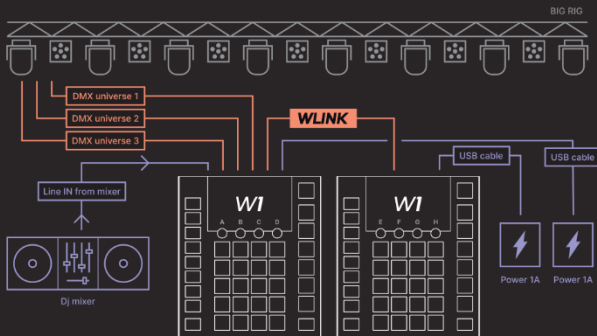 BIG RIG
DMX universe 1
DMX universe 2
WLINK
DMX universe 3
USB cable
USB cable
Line IN from mixer
W1
W1
A B C D
E F G H
Dj mixer
Power 1A
Power 1A